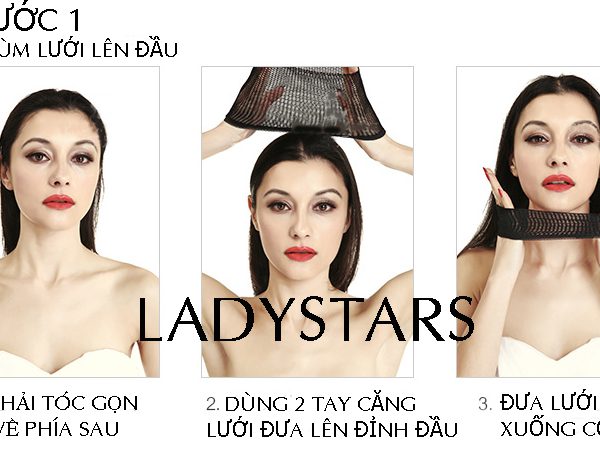 ƯỚC 1
ÙM LƯỚI LÊN ĐẦU
LADYSTARS
HẢI TÓC GỌN
VỀ PHÍA SAU
2. DÙNG 2 TAY CĂNG
LƯỚI ĐƯA LÊN ĐỈNH ĐẦU
3. ĐƯA LƯỚI
XUỐNG CỔ